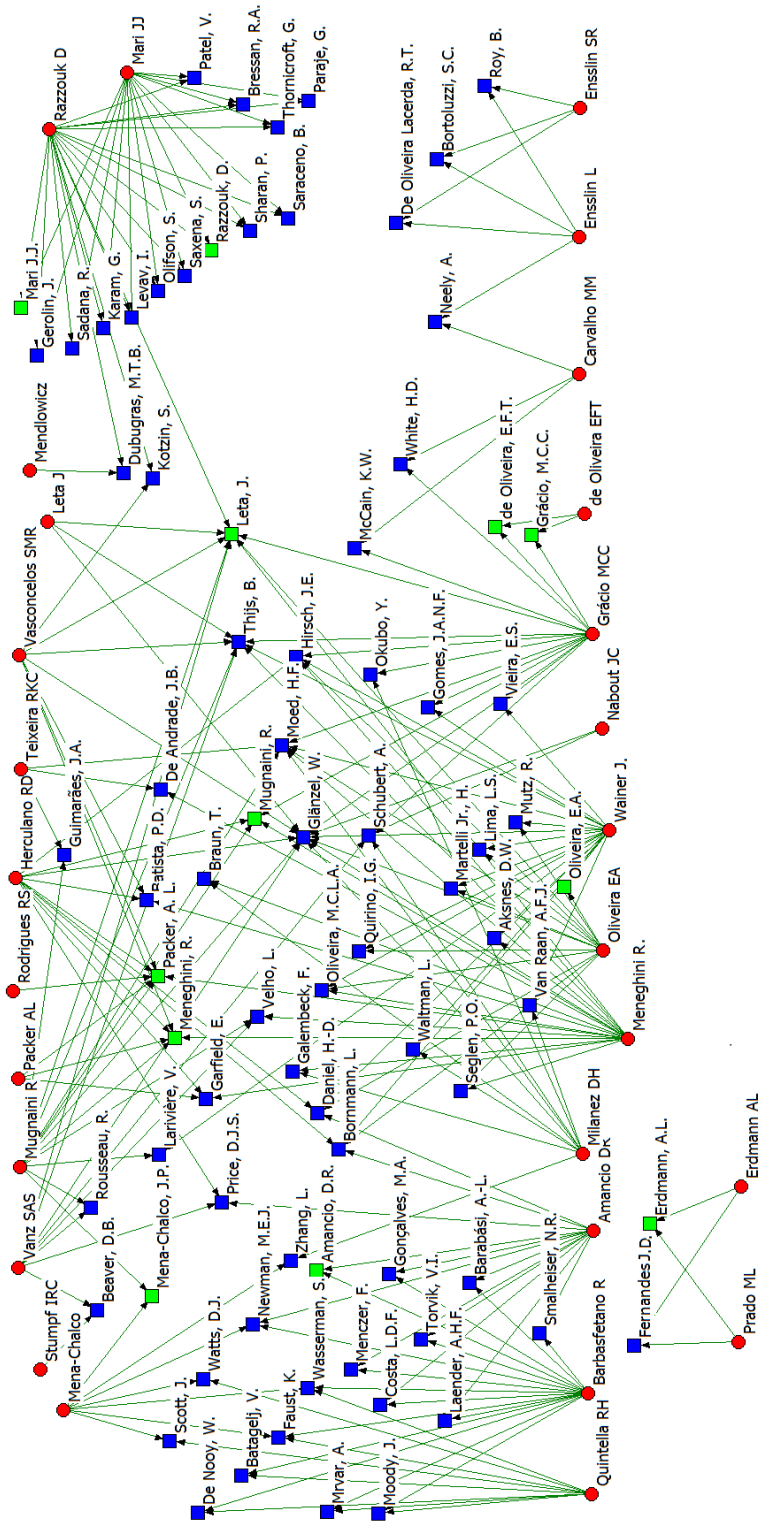 Mari JJ
Razzouk D
Patel, V.
Bressan, R.A.
Thornicroft, G.
Paraje, G.
Mari J.J.
Gerolin, J.
Sadana, R.
Karam, G.
Levav, I.
Olifson, S.
Saxena, S.
Razzouk, D.
Sharan, P.
Saraceno, B.
De Oliveira Lacerda, R.T.
Bortoluzzi, S.C.
Roy, B.
Ensslin SR
Ensslin L
Neely, A.
Carvalho MM
Mendlowicz
Dubugras, M.T.B.
Kotzin, S.
Leta J
Leta, J.
White, H.D.
McCain, K.W.
de Oliveira, E.F.T.
Grácio, M.C.C.
de Oliveira EFT
Vasconcelos SMR
Thijs, B.
Hirsch, J.E.
Okubo, Y.
Gomes, J.A.N.F.
Vieira, E.S.
Grácio MCC
Teixeira RKC
Guimarães, J.A.
De Andrade, J.B.
Moed, H.F.
Mugnaini, R.
Glänzel, W.
Schubert, A.
Nabout JC
Herculano RD
Batista, P.D.
Braun, T.
Martelli Jr., H.
Lima, L.S.
Mutz, R.
Wainer J.
Rodrigues RS
Packer, A. L.
Meneghini, R.
Velho, L.
Oliveira, M.C.L.A.
Quirino, I.G.
Aksnes, D.W.
Oliveira, E.A.
Van Raan, A.F.J.
Oliveira EA
Packer AL
Garfield, E.
Galembeck, F.
Daniel, H.-D.
Bornmann, L.
Waltman, L.
Seglen, P.O.
Meneghini R.
Mugnaini R
Larivière, V.
Rousseau, R.
Price, D.J.S.
Milanez DH
Vanz SAS
Beaver, D.B.
Mena-Chalco, J.P.
Zhang, L.
Amancio, D.R.
Gonçalves, M.A.
Barabási, A.-L.
Amancio DR
Stumpf IRC
Mena-Chalco
Watts, D.J.
Newman, M.E.J.
Wasserman, S.
Menczer, F.
Costa, L.D.F.
Torvik, V.I.
Laender, A.H.F.
Smalheiser, N.R.
Barbasfetano R
Scott, J.
De Nooy, W.
Batagelj, V.
Faust, K.
Mrvar, A.
Moody, J.
Quintella RH
Erdmann, A.L.
Fernandes J.D.
Erdmann AL
Prado ML